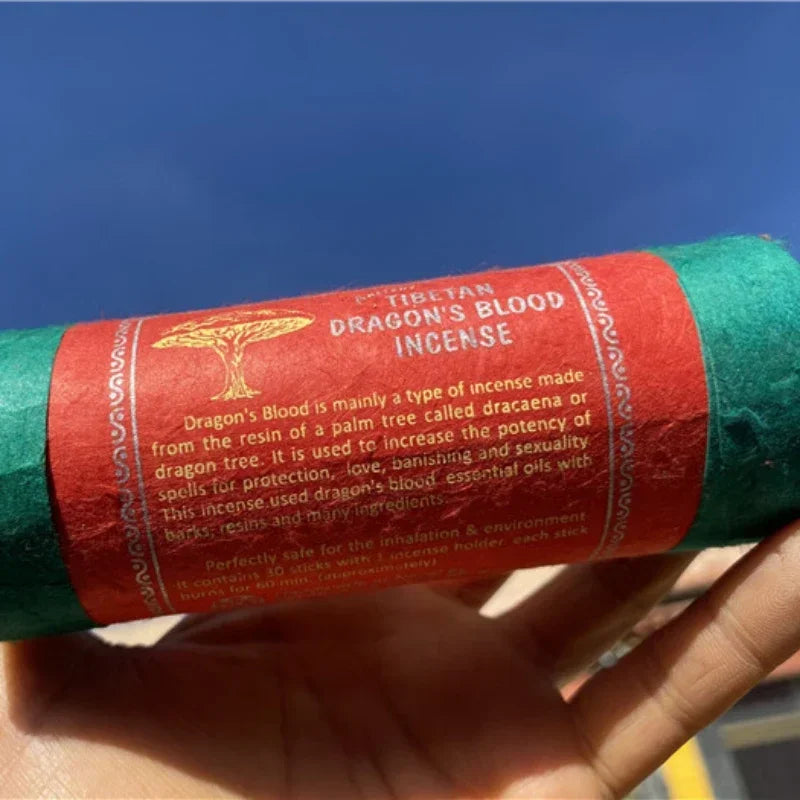 TIBETAN
DRAGON'S BLOOD
INCENSE
Dragon's Blood is mainly a type of incense made
from the resin of a palm tree called dracaena or
dragon tree. It is used to increase the potency of
spells for protection, love, banishing and sexuality
This incense used dragon's blood essential oils with
barks, resins and many ingredients.
Perfectly safe for the inhalation & environment
It contains 30 sticks with 1 incense holder, each stick
burns for 60 min. (approximately)